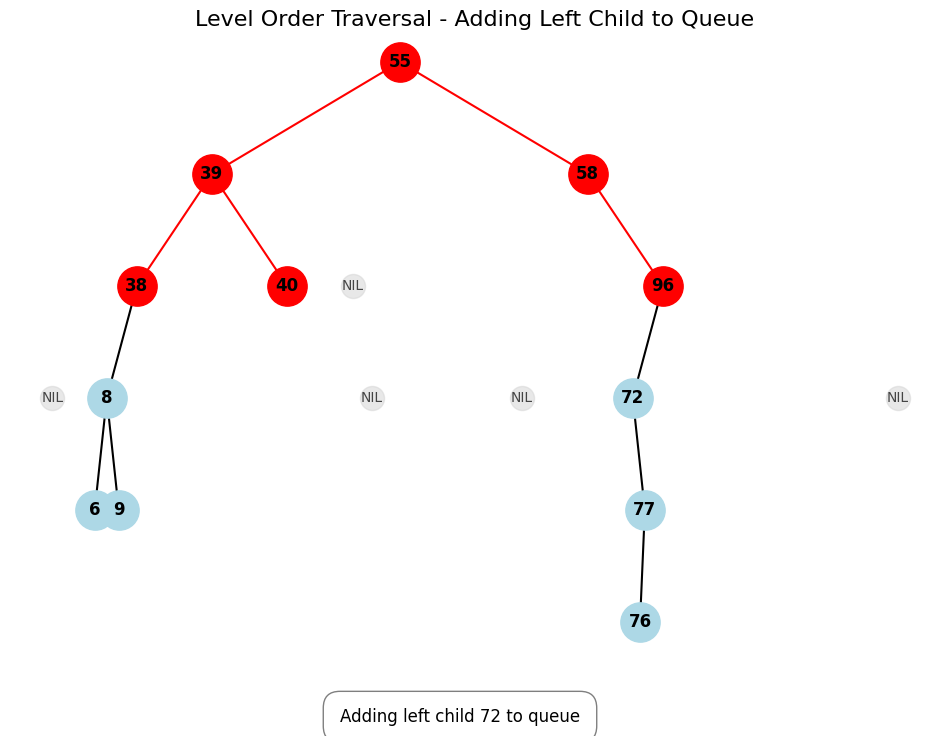 Level Order Traversal - Adding Left Child to Queue
55
39
58
38
40
NIL
96
NIL
8
NIL
NIL
72
NIL
6
9
77
76
Adding left child 72 to queue